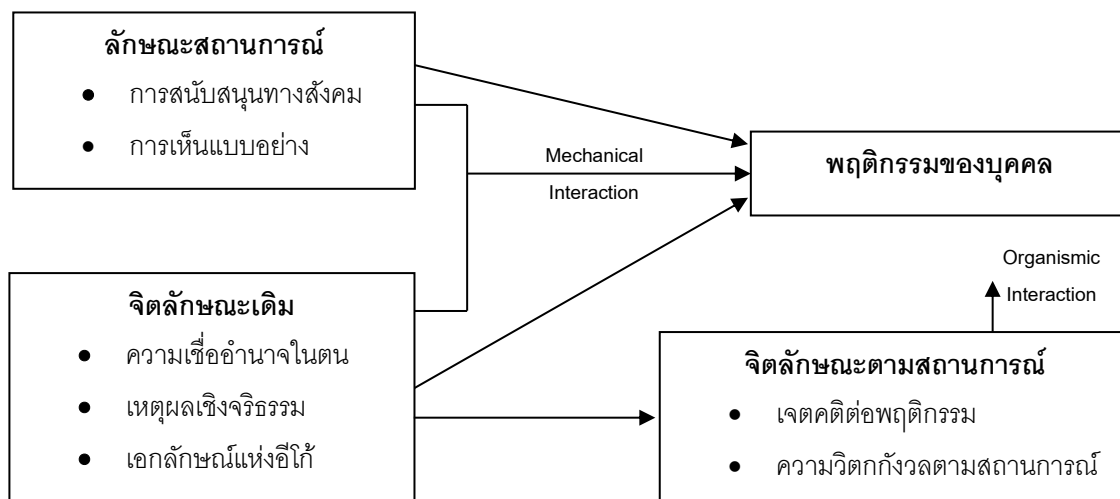 ลักษณะสถานการณ์
● การสนับสนุนทางสังคม
● การเห็นแบบอย่าง
Mechanical
Interaction
พฤติกรรมของบุคคล
จิตลักษณะเดิม
● ความเชื่ออำนาจในตน
● เหตุผลเชิงจริธรรม
● เอกลักษณ์แห่งอีโก้
Organismic
Interaction
จิตลักษณะตามสถานการณ์
● เจตคติต่อพฤติกรรม
● ความวิตกกังวลตามสถานการณ์